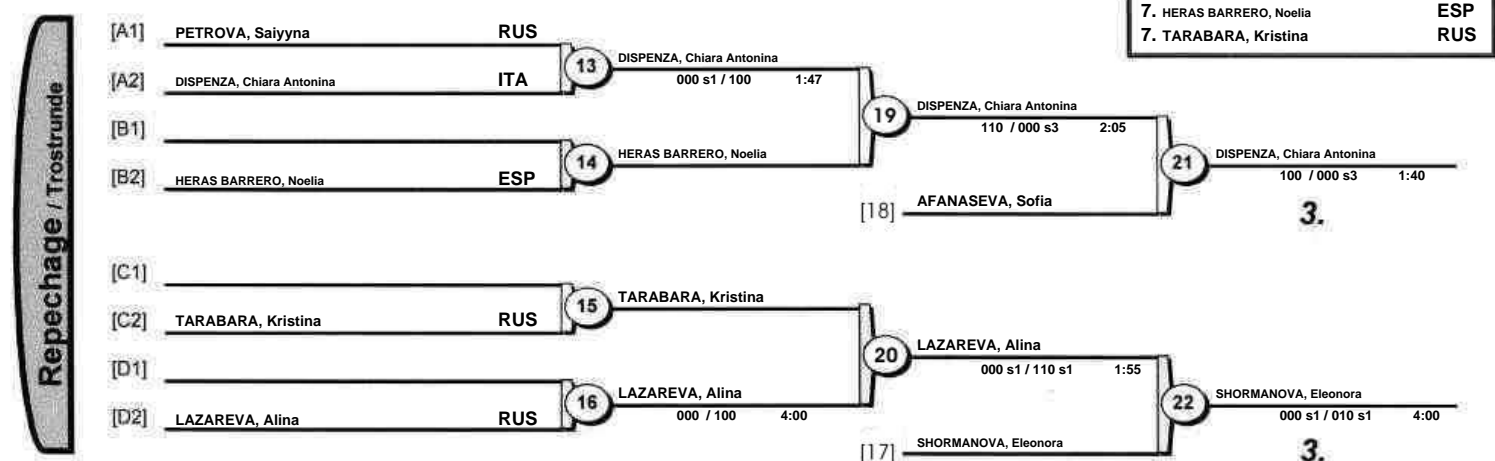 7. HERAS BARRERO, Noelia ESP
7. TARABARA, Kristina RUS
Repechage / Trostrunde
[A1] PETROVA, Saiyyna RUS
13 DISPENZA, Chiara Antonina
000 s1 / 100 1:47
[A2] DISPENZA, Chiara Antonina ITA
19 DISPENZA, Chiara Antonina
110 / 000 s3 2:05
[B1]
14 HERAS BARRERO, Noelia
21 DISPENZA, Chiara Antonina
100 / 000 s3 1:40
[B2] HERAS BARRERO, Noelia ESP
[18] AFANASEVA, Sofia
3.
[C1]
15 TARABARA, Kristina
[C2] TARABARA, Kristina RUS
20 LAZAREVA, Alina
000 s1 / 110 s1 1:55
[D1]
16 LAZAREVA, Alina
000 / 100 4:00
22 SHORMANOVA, Eleonora
000 s1 / 010 s1 4:00
[D2] LAZAREVA, Alina RUS
[17] SHORMANOVA, Eleonora
3.